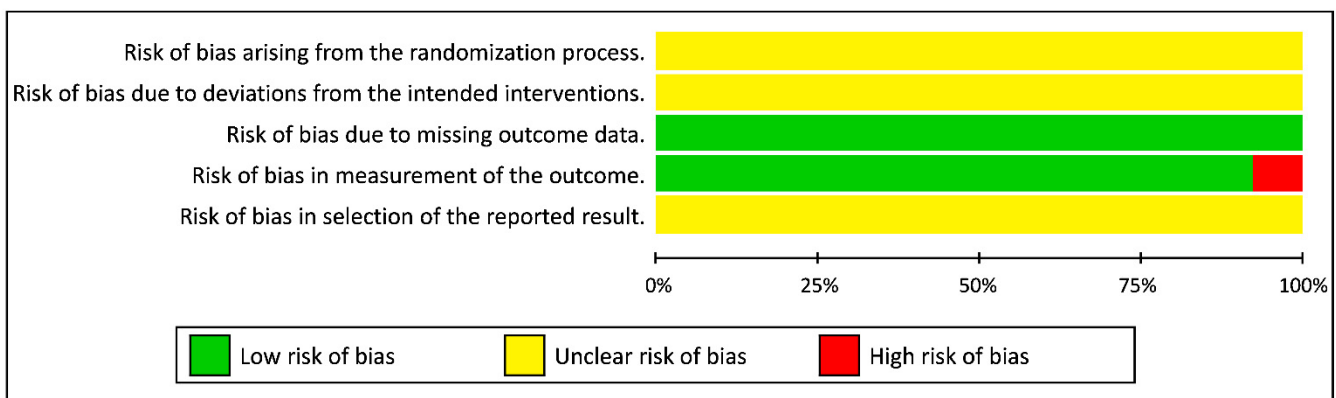 Risk of bias arising from the randomization process.
Risk of bias due to deviations from the intended interventions.
Risk of bias due to missing outcome data.
Risk of bias in measurement of the outcome.
Risk of bias in selection of the reported result.
0% 25% 50% 75% 100%
Low risk of bias Unclear risk of bias High risk of bias